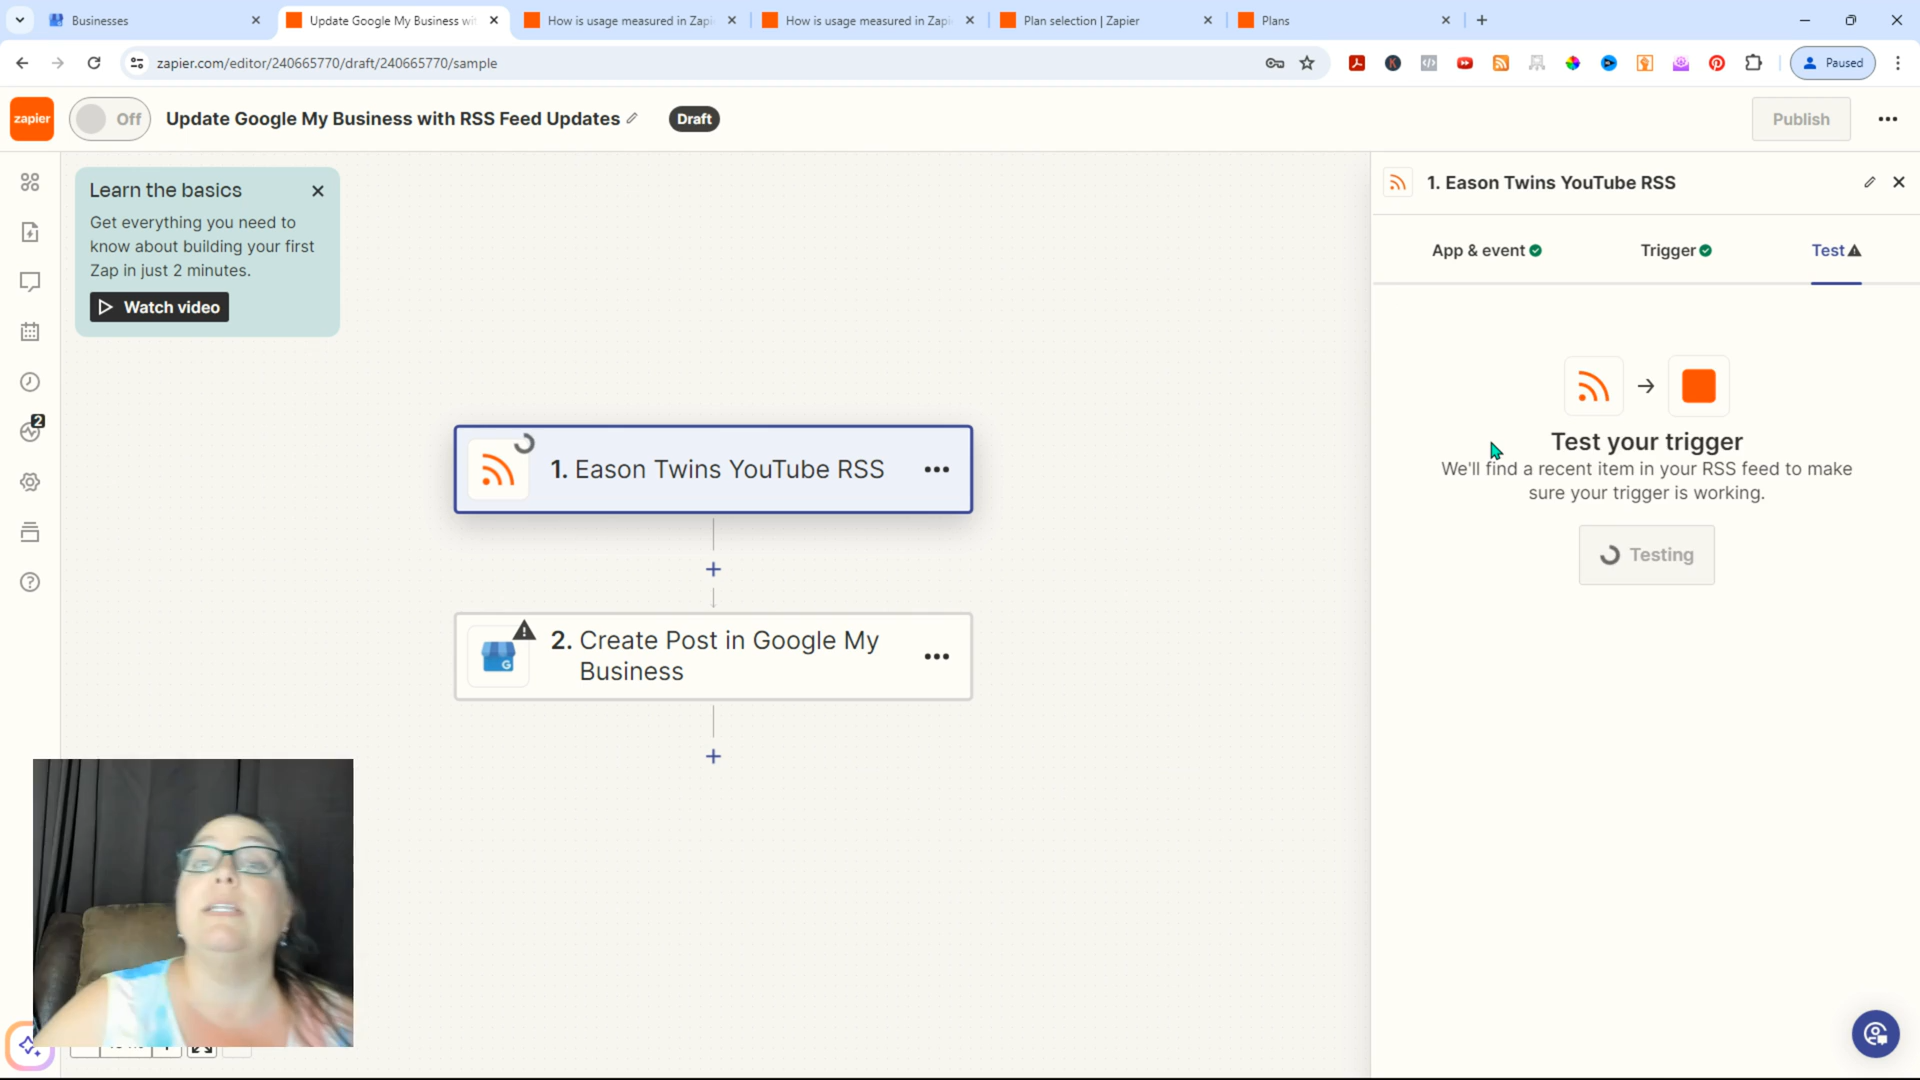 Businesses
Update Google My Business wi
How is usage measured in Zapi
How is usage measured in Zapi
Plan selection | Zapier
Plans
zapier.com/editor/240665770/draft/240665770/sample
Paused
zapier
Off
Update Google My Business with RSS Feed Updates
Draft
Publish
Learn the basics
Get everything you need to
know about building your first
Zap in just 2 minutes.
Watch video
2
1. Eason Twins YouTube RSS
2. Create Post in Google My
Business
1. Eason Twins YouTube RSS
App & event
Trigger
Test
Test your trigger
We'll find a recent item in your RSS feed to make
sure your trigger is working.
Testing